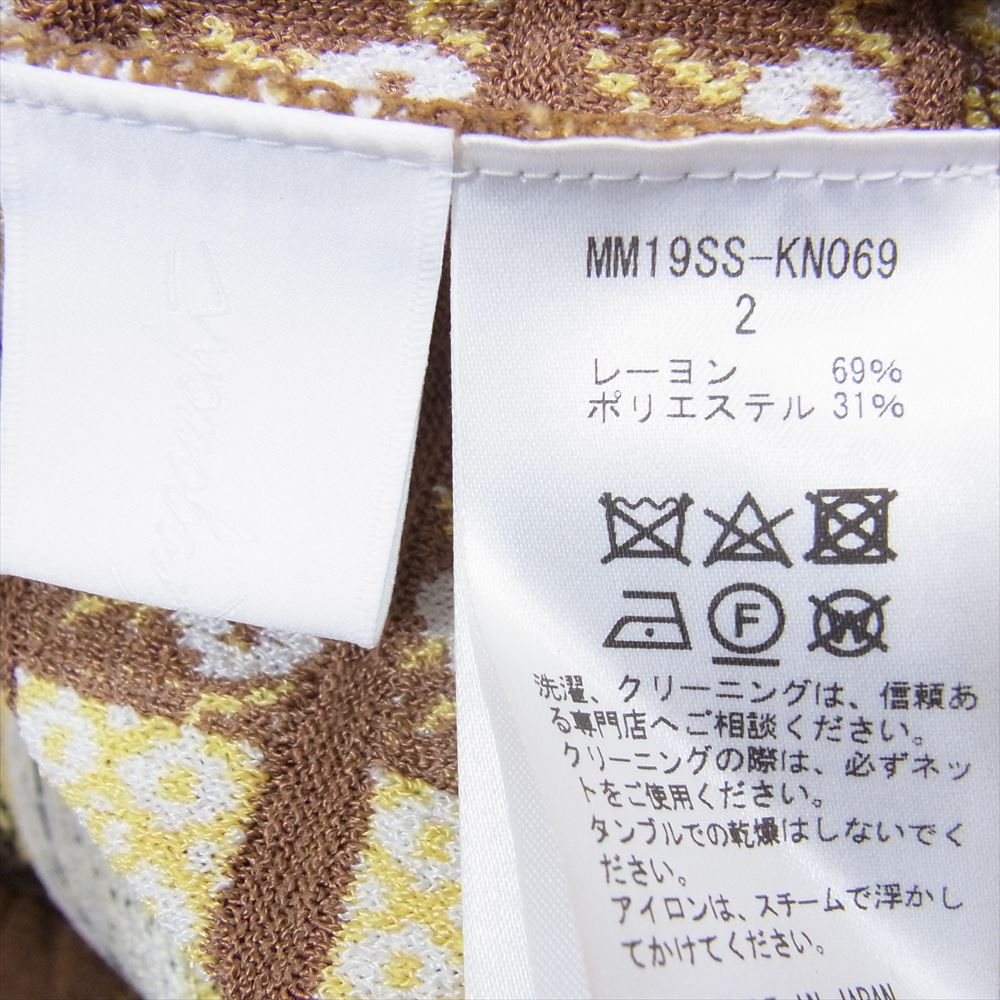 MM19SS-KN069
2
レーヨン 69%
ポリエステル 31%
F
W
洗濯、クリーニングは、信頼あ
る専門店へご相談ください。
クリーニングの際は、必ずネッ
トをご使用ください。
タンブルでの乾燥はしないでく
ださい。
アイロンは、スチームで浮かし
てかけてください。
JAPAN